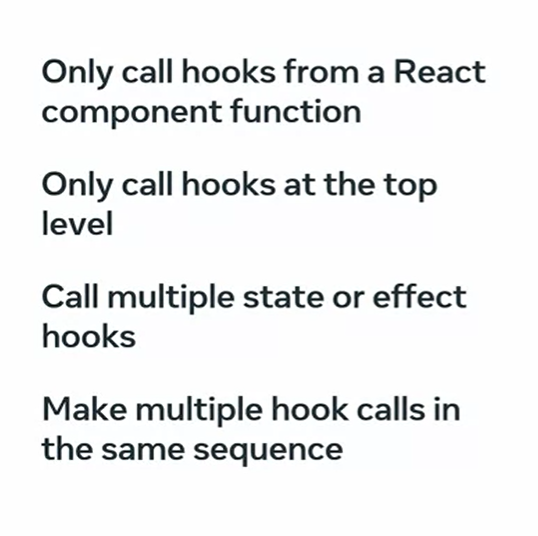 Only call hooks from a React
component function
Only call hooks at the top
level
Call multiple state or effect
hooks
Make multiple hook calls in
the same sequence